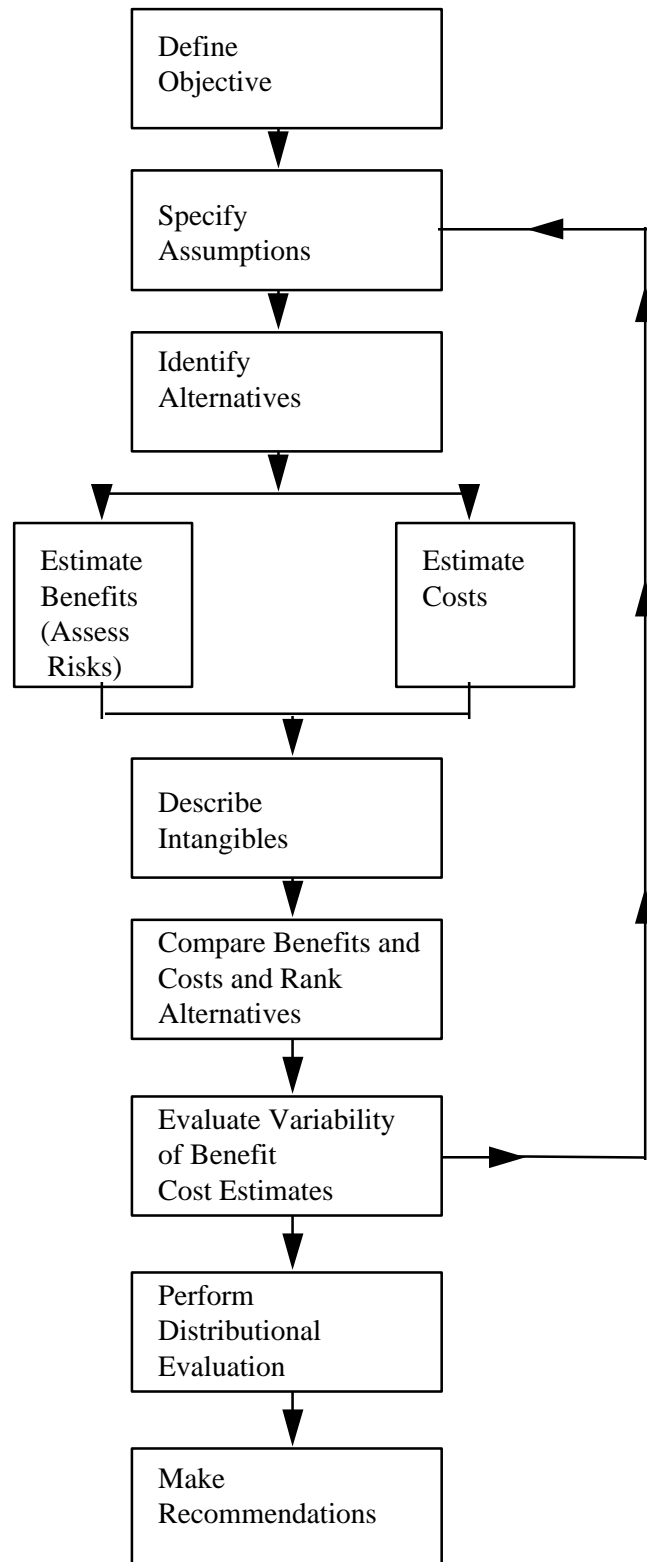 Define
Objective
Specify
Assumptions
Identify
Alternatives
Estimate
Benefits
(Assess
Risks)
Estimate
Costs
Describe
Intangibles
Compare Benefits and
Costs and Rank
Alternatives
Evaluate Variability
of Benefit
Cost Estimates
Perform
Distributional
Evaluation
Make
Recommendations